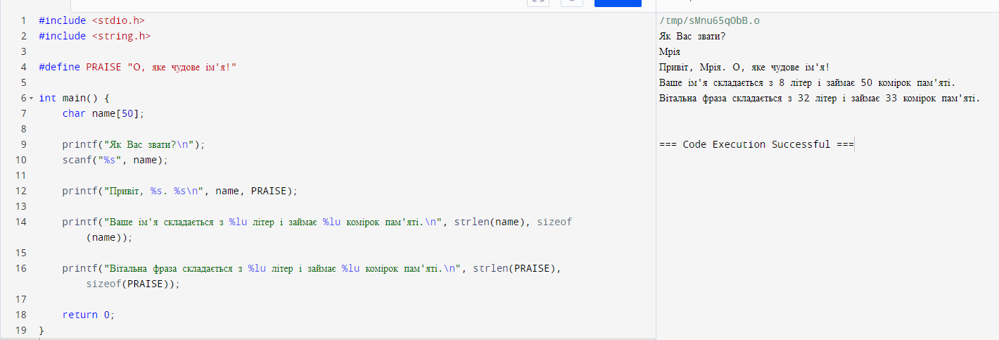 1 #include <stdio.h>
2 #include <string.h>
3
4 #define PRAISE "О, яке чудове ім'я!"
5
6 int main() {
7 char name[50];
8
9 printf("Як Вас звати?\n");
10 scanf("%s", name);
11
12 printf("Привіт, %s. %s\n", name, PRAISE);
13
14 printf("Ваше ім'я складається з %lu літер і займає %lu комірок пам'яті.\n", strlen(name), sizeof
(name));
15
16 printf("Вітальна фраза складається з %lu літер і займає %lu комірок пам'яті.\n", strlen(PRAISE),
sizeof(PRAISE));
17
18 return 0;
19 }
/tmp/sMnu65qObB.o
Як Вас звати?
Мрія
Привіт, Мрія. О, яке чудове ім'я!
Ваше ім'я складається з 8 літер і займає 50 комірок пам'яті.
Вітальна фраза складається з 32 літер і займає 33 комірок пам'яті.
=== Code Execution Successful ===